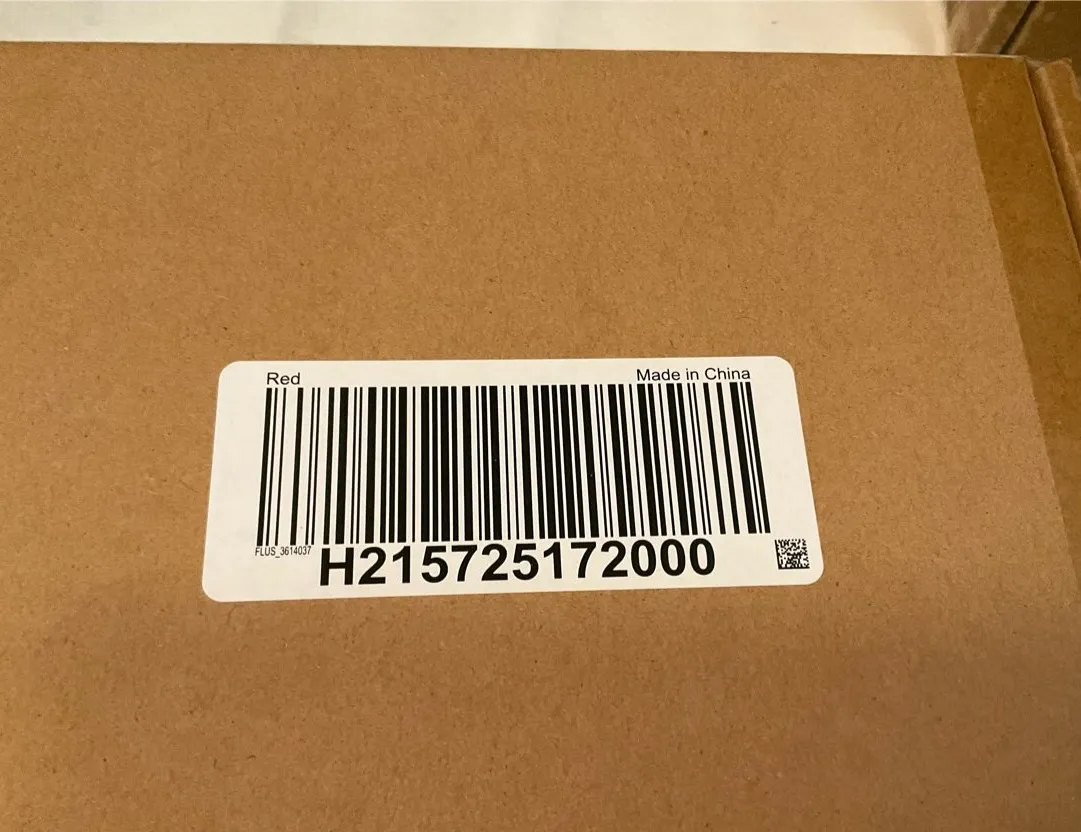 Red
Made in China
FLUS_3614037
H215725172000